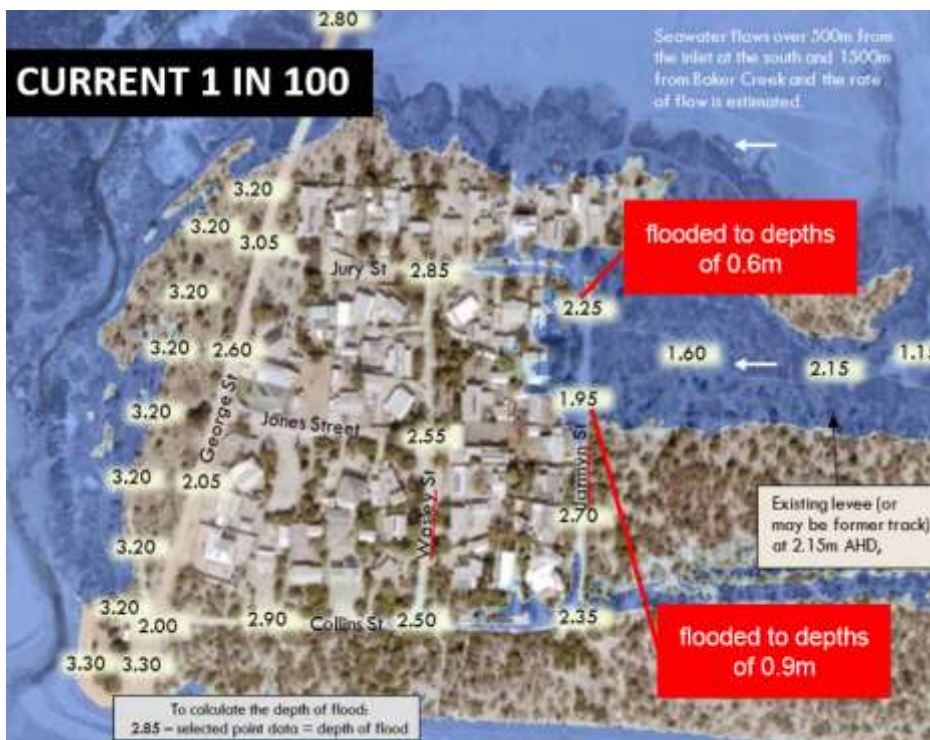 2.80
Seawater flows over 500m from
the inlet at the south and 1500m
from Baker Creek and the rate
of flow is estimated.
CURRENT 1 IN 100
3.20
3.20
3.05
flooded to depths
of 0.6m
Jury St
2.85
3.20
2.25
3.20
2.60
1.60
2.15
1.15
1.95
3.20
George St
Jones Street
2.55
3.20
2.05
Wasey St
Jarmyn St
2.70
Existing levee (or
may be former track)
at 2.15m AHD.
3.20
3.20
2.00
2.90
Collins St
2.50
2.35
flooded to depths
of 0.9m
3.30
3.30
To calculate the depth of flood:
2.85 – selected point data = depth of flood